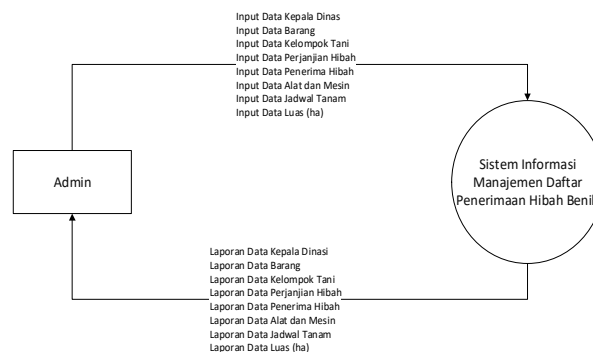 Input Data Kepala Dinas
Input Data Barang
Input Data Kelompok Tani
Input Data Perjanjian Hibah
Input Data Penerima Hibah
Input Data Alat dan Mesin
Input Data Jadwal Tanam
Input Data Luas (ha)
Admin
Sistem Informasi
Manajemen Daftar
Penerimaan Hibah Benih
Laporan Data Kepala Dinasi
Laporan Data Barang
Laporan Data Kelompok Tani
Laporan Data Perjanjian Hibah
Laporan Data Penerima Hibah
Laporan Data Alat dan Mesin
Laporan Data Jadwal Tanam
Laporan Data Luas (ha)